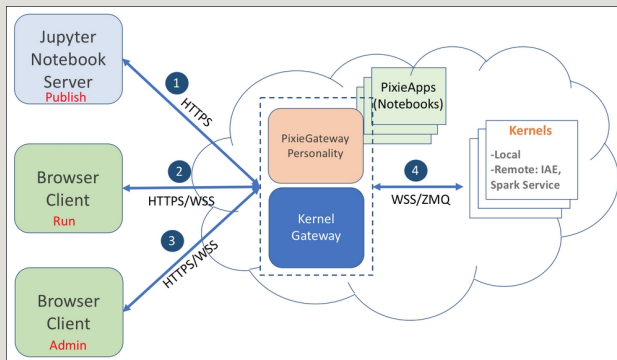 Jupyter
Notebook
Server
Publish
1
HTTPS
Browser
Client
Run
2
HTTPS/WSS
3
HTTPS/WSS
Browser
Client
Admin
PixieGateway
Personality
Kernel
Gateway
PixieApps
(Notebooks)
4
WSS/ZMQ
Kernels
-Local
-Remote: IAE,
Spark Service